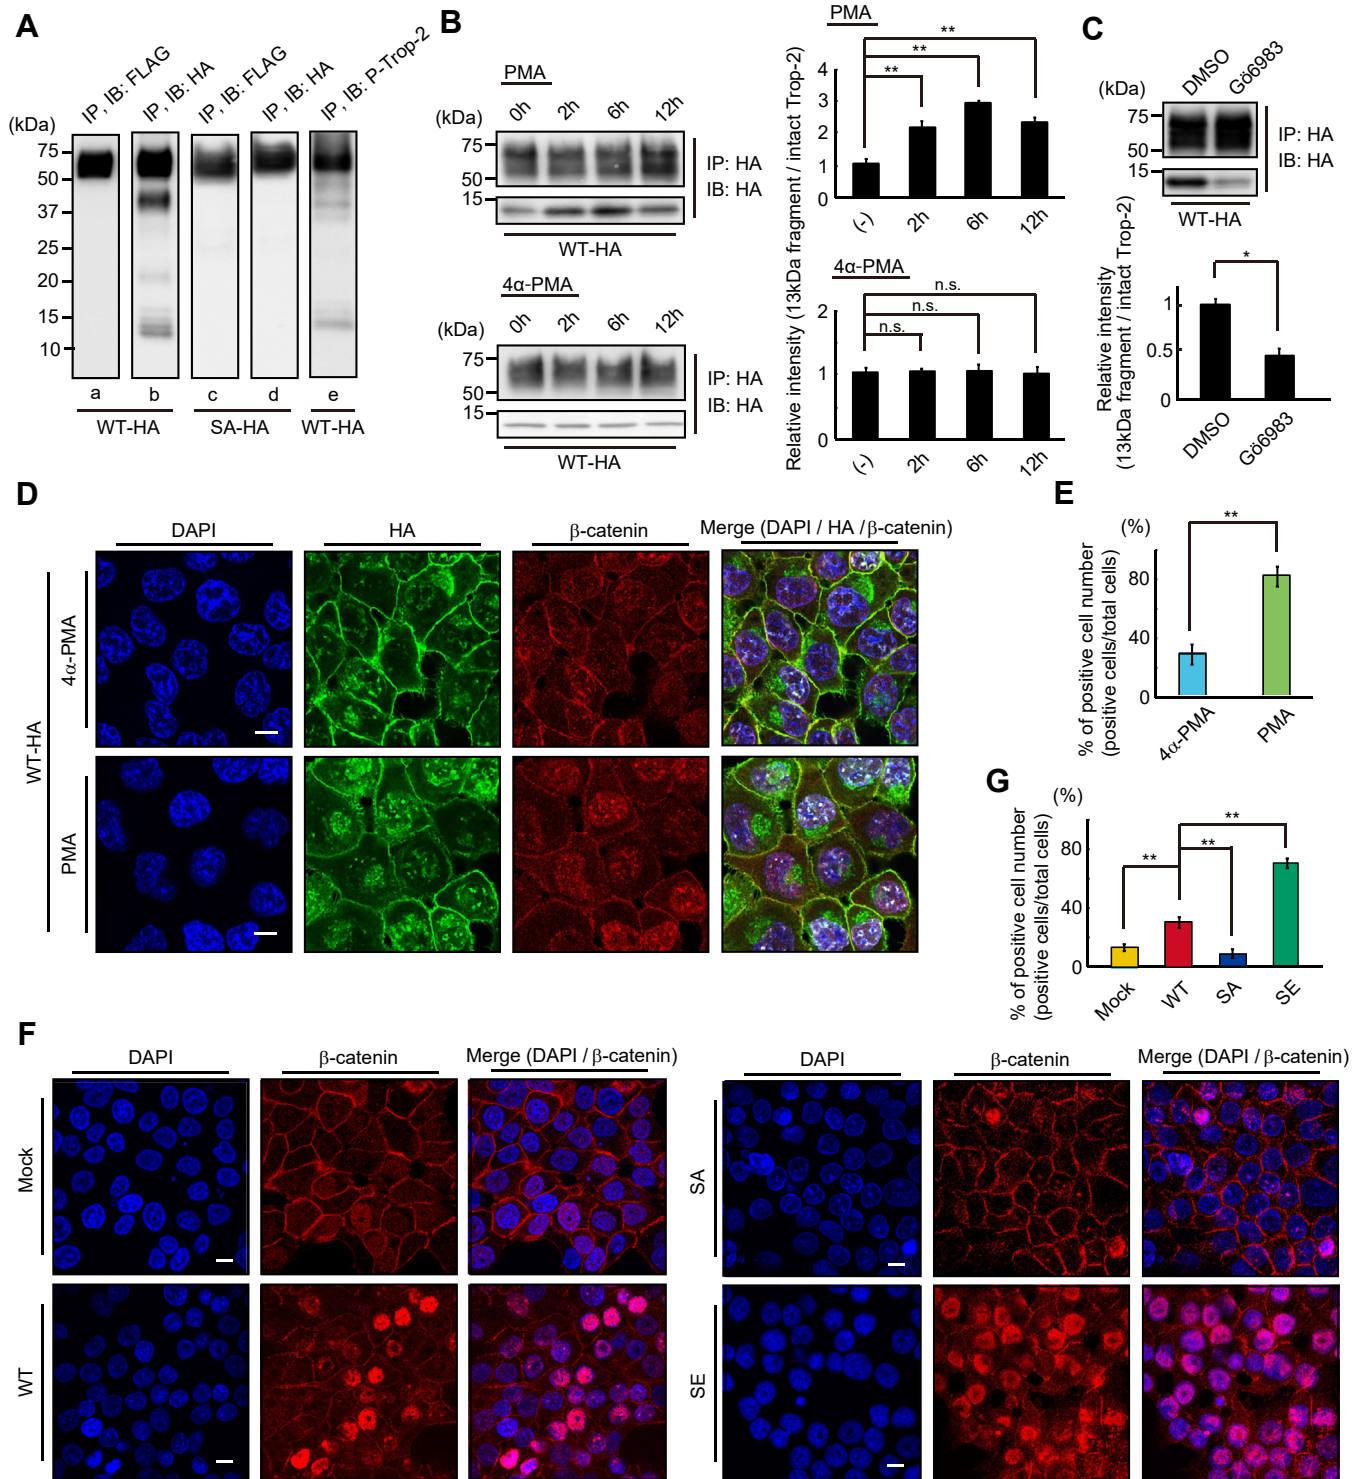 A
IP, IB: FLAG
IP, IB: HA
IP, IB: FLAG
IP, IB: HA
IP, IB: P-Trop-2
(kDa)
75
50
37
25
20
15
10
a b c d e
WT-HA SA-HA WT-HA
B
PMA
0h 2h 6h 12h
(kDa)
75
50
15
IP: HA
IB: HA
WT-HA
4α-PMA
0h 2h 6h 12h
(kDa)
75
50
15
IP: HA
IB: HA
WT-HA
Relative intensity (13kDa fragment / intact Trop-2)
PMA
**
**
**
4
3
2
1
0
(-) 2h 6h 12h
4α-PMA
n.s.
n.s.
n.s.
2
1
0
(-) 2h 6h 12h
C
DMSO Gö6983
(kDa)
75
50
15
IP: HA
IB: HA
WT-HA
Relative intensity
(13kDa fragment / intact Trop-2)
*
1
0.5
0
DMSO Gö6983
D
DAPI HA β-catenin Merge (DAPI / HA / β-catenin)
WT-HA
4α-PMA
PMA
E
(%)
% of positive cell number
(positive cells/total cells)
**
80
40
0
4α-PMA PMA
G
(%)
% of positive cell number
(positive cells/total cells)
**
**
**
80
40
0
Mock WT SA SE
F
DAPI β-catenin Merge (DAPI / β-catenin)
Mock
WT
DAPI β-catenin Merge (DAPI / β-catenin)
SA
SE